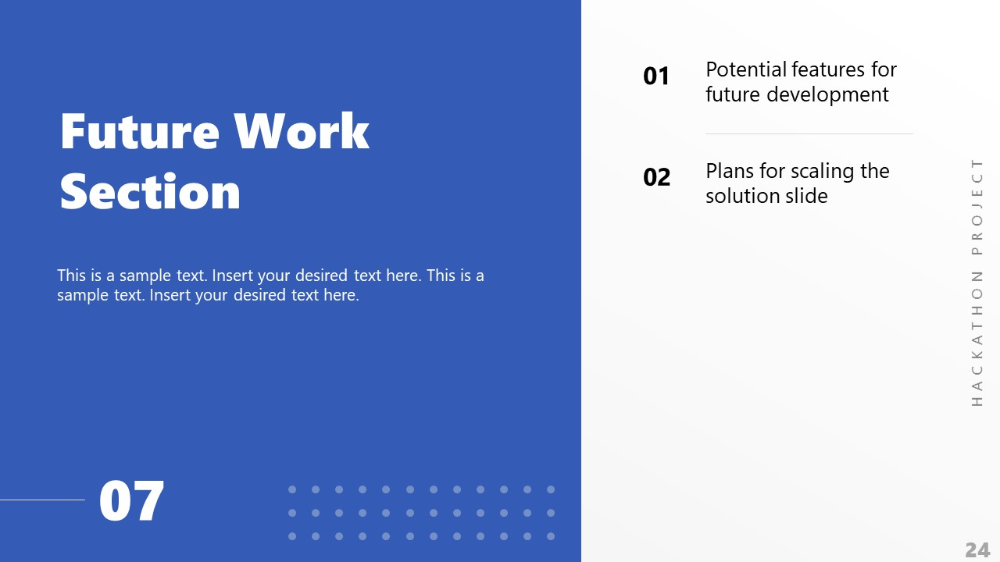 Future Work
Section
This is a sample text. Insert your desired text here. This is a
sample text. Insert your desired text here.
07
01
Potential features for
future development
02
Plans for scaling the
solution slide
HACKATHON PROJECT
24